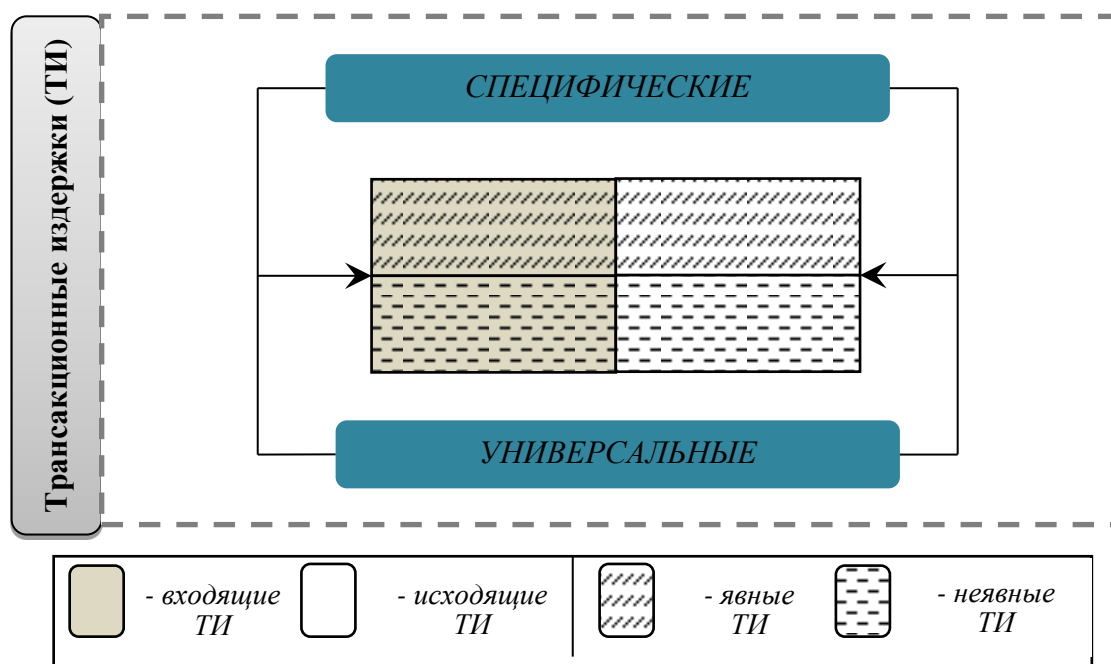 Трансакционные издержки (ТИ)
СПЕЦИФИЧЕСКИЕ
УНИВЕРСАЛЬНЫЕ
- входящие
ТИ
- исходящие
ТИ
- явные
ТИ
- неявные
ТИ